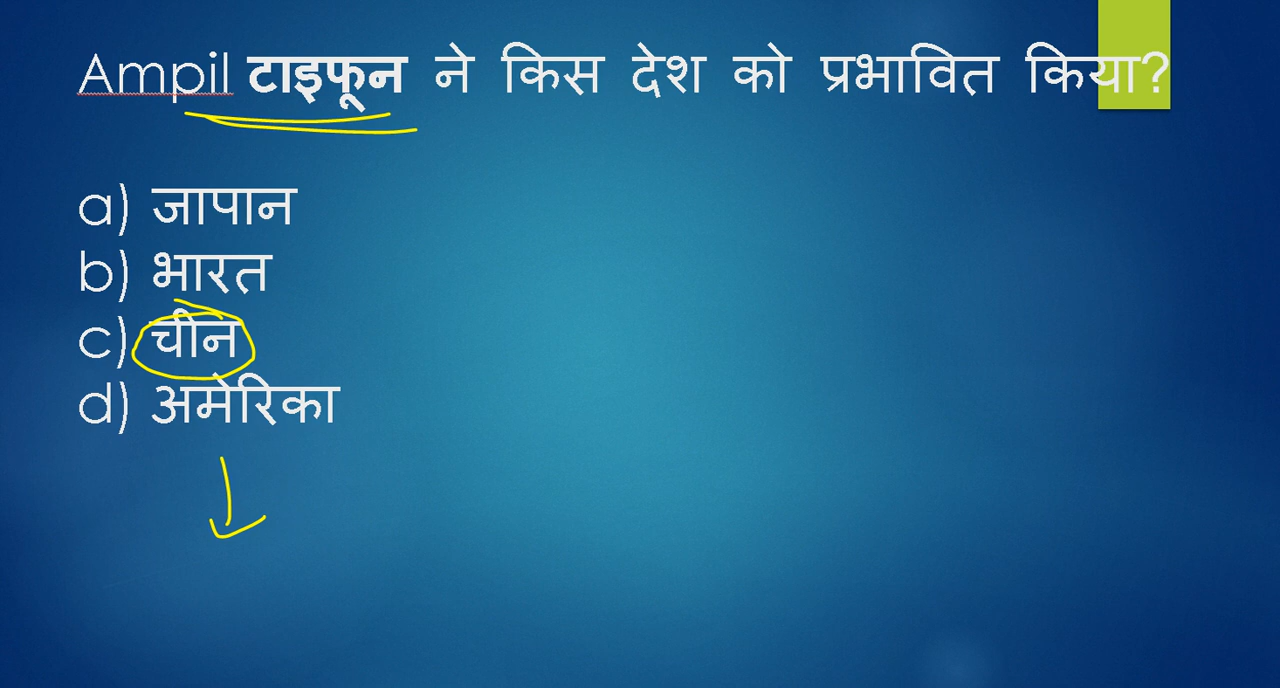 Ampil टाइफून ने किस देश को प्रभावित किया?
a) जापान
b) भारत
c) चीन
d) अमेरिका